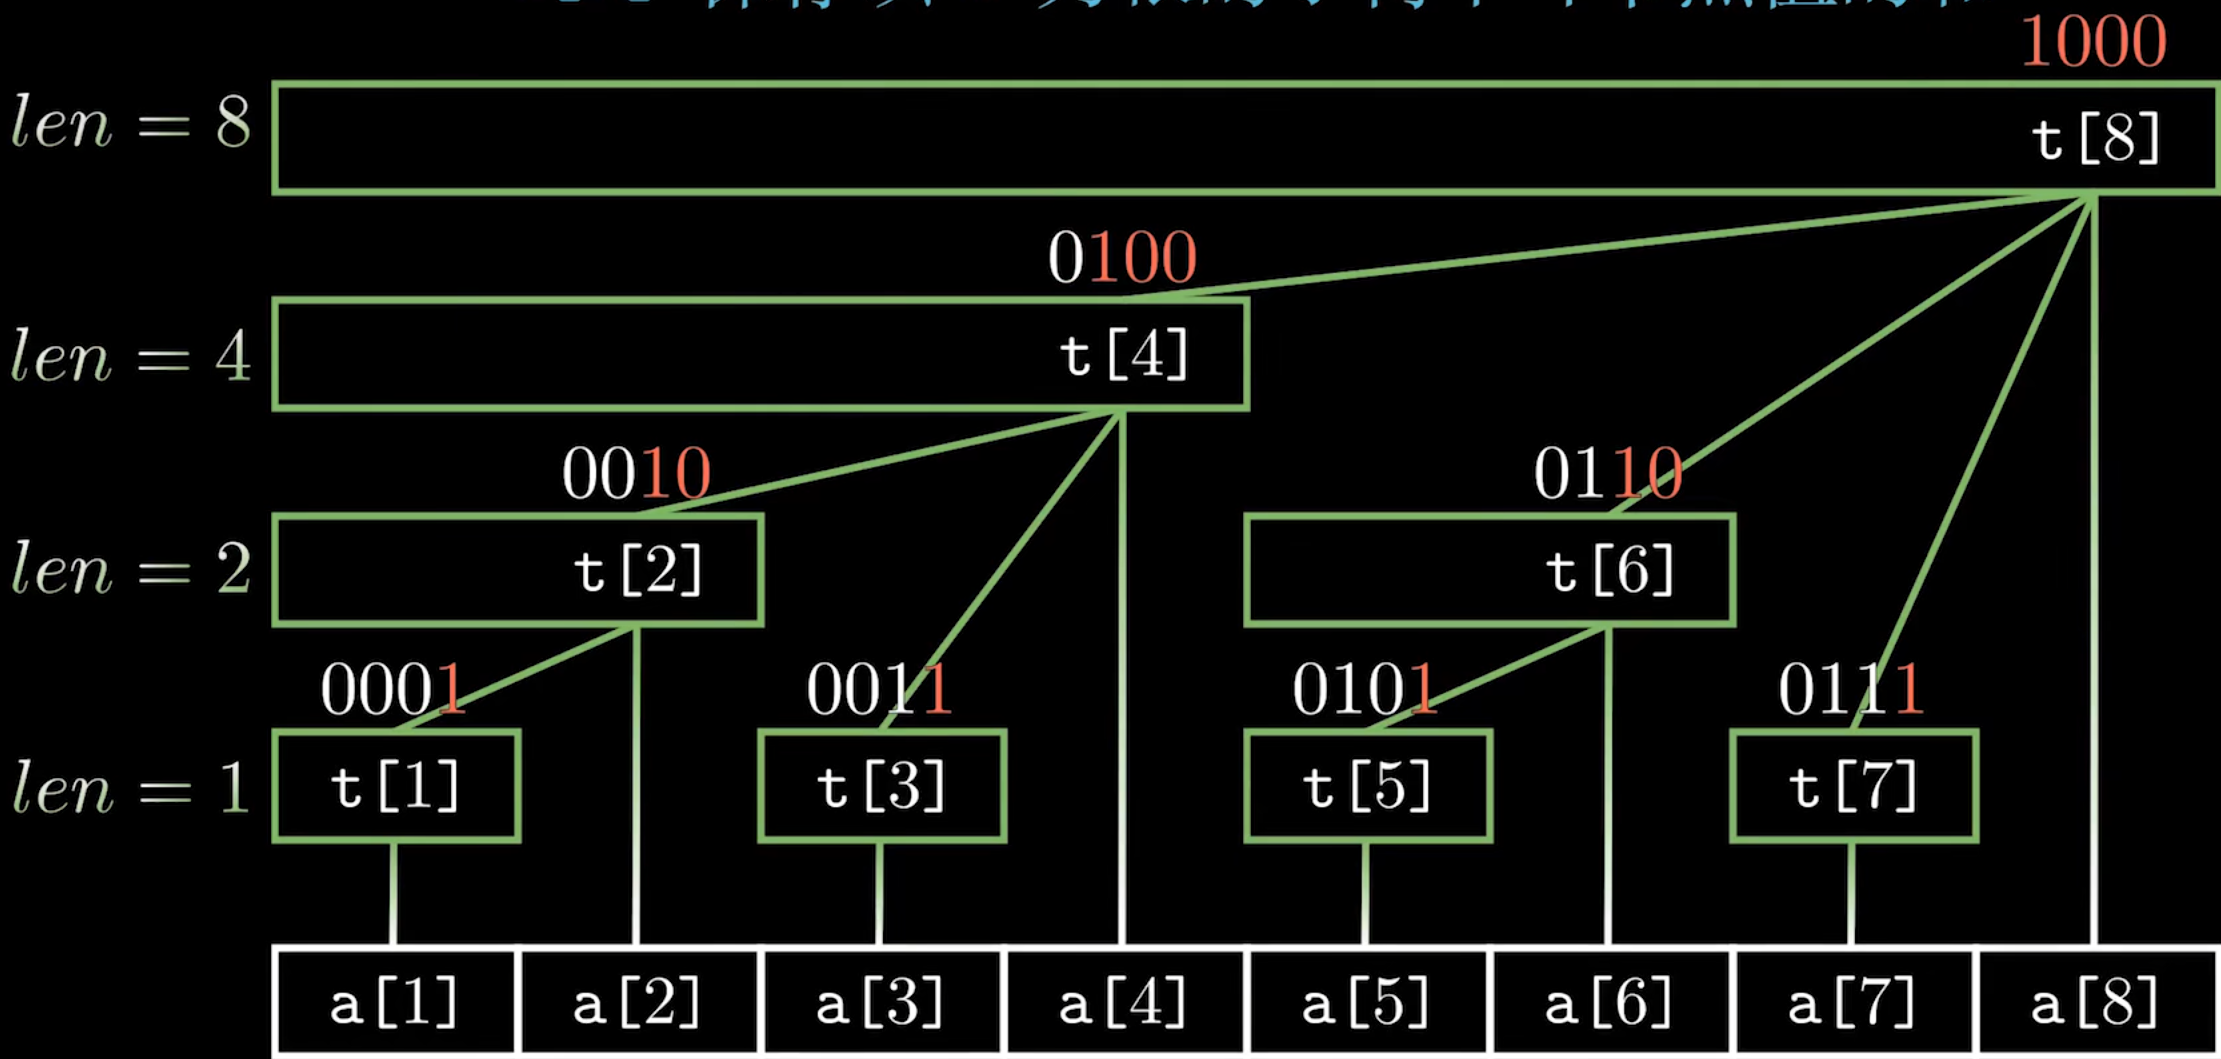 1000
len = 8
t[8]
0100
len = 4
t[4]
0010 0110
len = 2
t[2] t[6]
0001 0011 0101 0111
len = 1
t[1] t[3] t[5] t[7]
a[1] a[2] a[3] a[4] a[5] a[6] a[7] a[8]